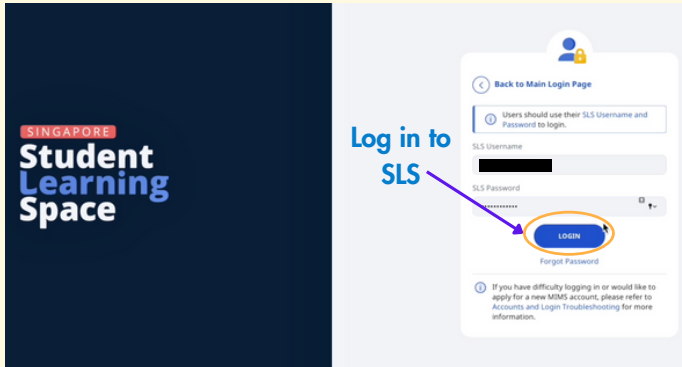 SINGAPORE
Student
Learning
Space
Log in to
SLS
Back to Main Login Page
Users should use their SLS Username and
Password to login.
SLS Username
SLS Password
LOGIN
Forgot Password
If you have difficulty logging in or would like to
apply for a new MIMS account, please refer to
Accounts and Login Troubleshooting for more
information.